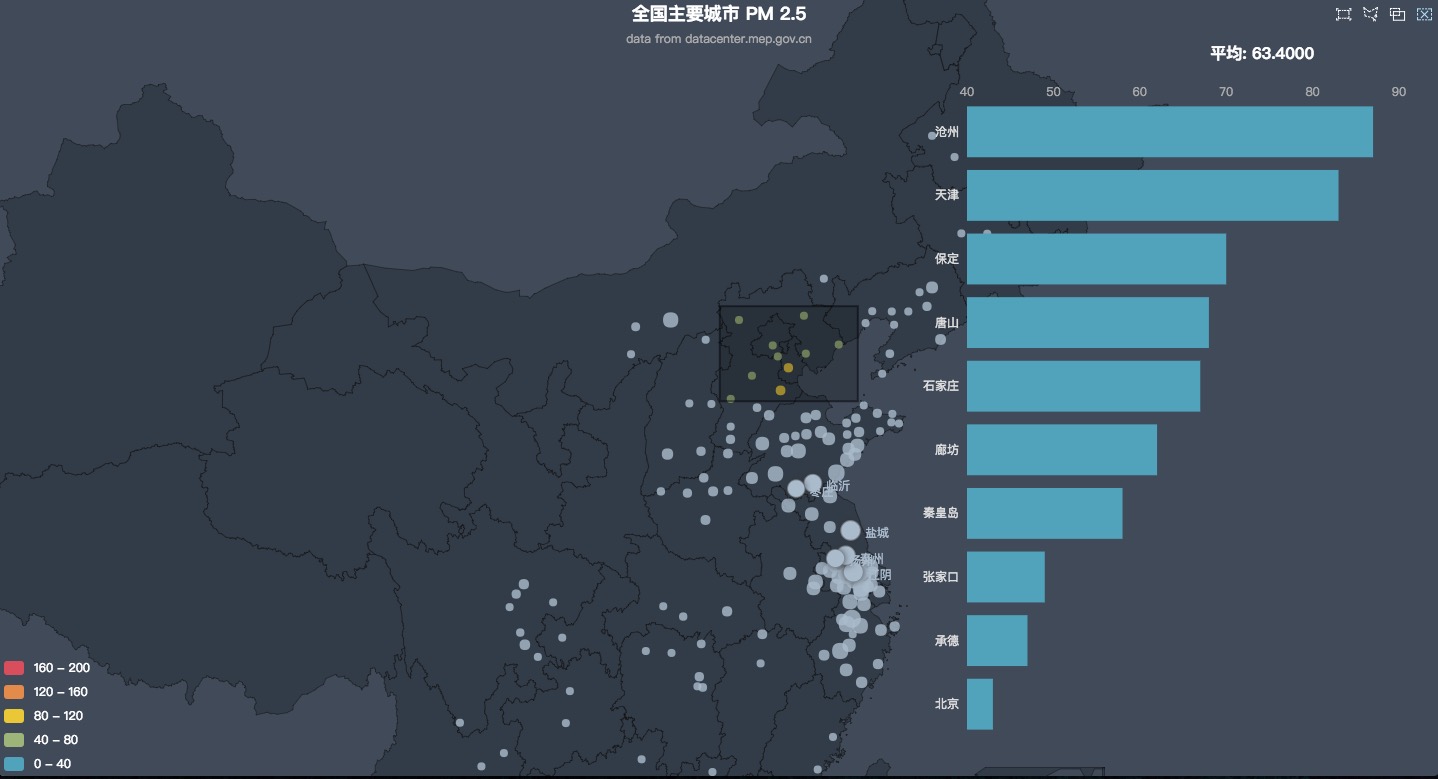 全国主要城市 PM 2.5
data from datacenter.mep.gov.cn
平均: 63.4000
40 50 60 70 80 90
沧州
天津
保定
唐山
石家庄
廊坊
秦皇岛
张家口
承德
北京
临沂
枣庄
盐城
江阴
160 - 200
120 - 160
80 - 120
40 - 80
0 - 40